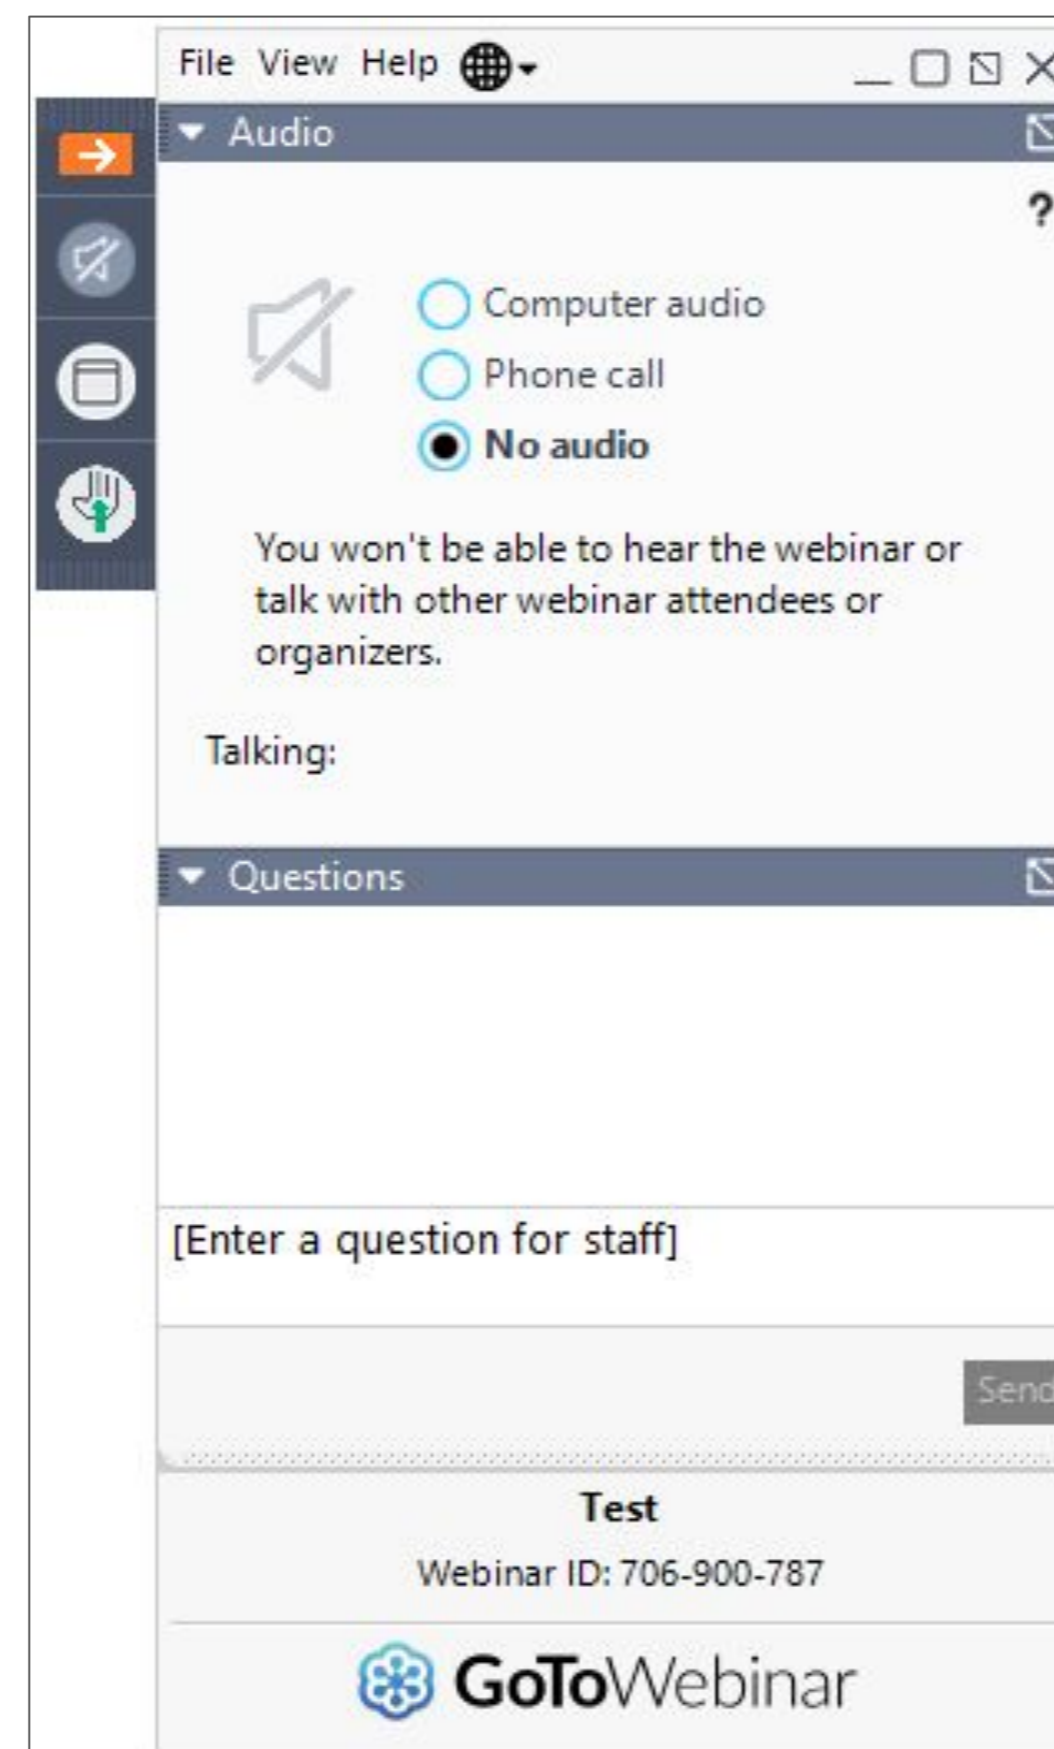 File View Help
Audio
?
Computer audio
Phone call
No audio
You won't be able to hear the webinar or
talk with other webinar attendees or
organizers.
Talking:
Questions
[Enter a question for staff]
Send
Test
Webinar ID: 706-900-787
GoToWebinar